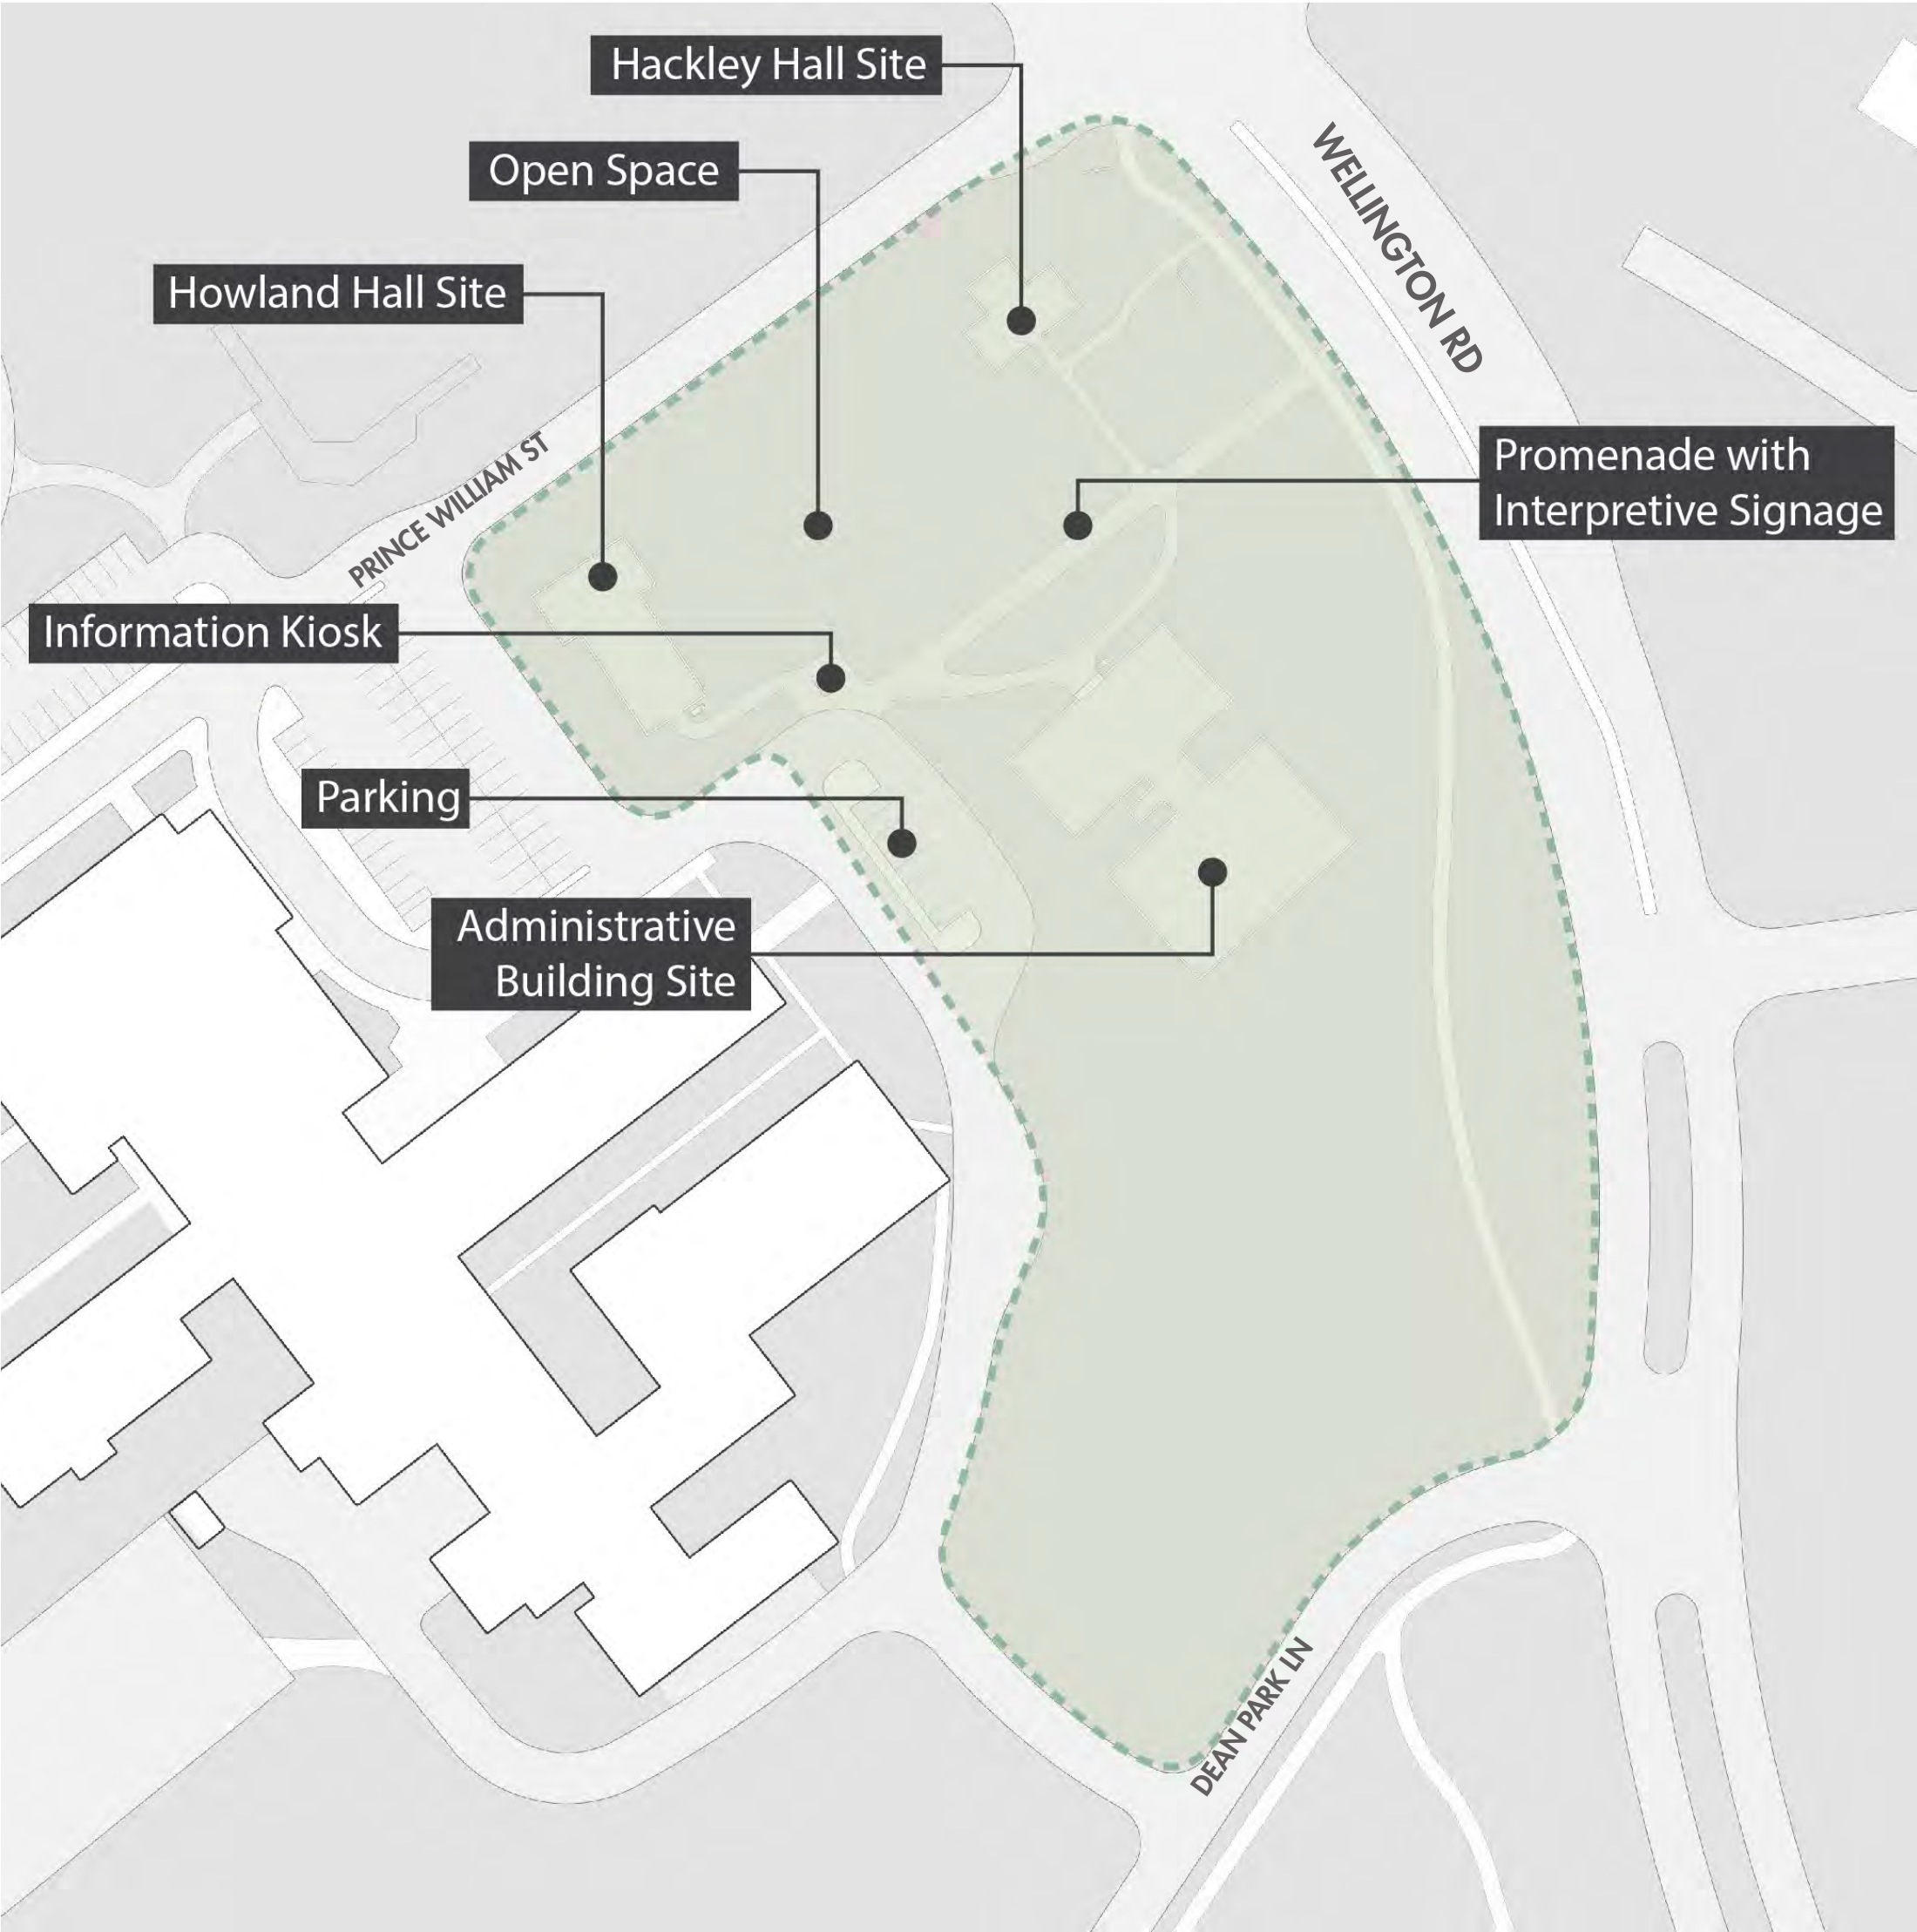 Hackley Hall Site
Open Space
WELLINGTON RD
Howland Hall Site
Promenade with
Interpretive Signage
PRINCE WILLIAM ST
Information Kiosk
Parking
Administrative
Building Site
DEAN PARK LN